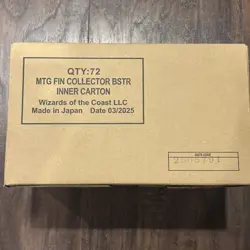 QTY:72
MTG FIN COLLECTOR BSTR
INNER CARTON
Wizards of the Coast LLC
Made in Japan Date 03/2025